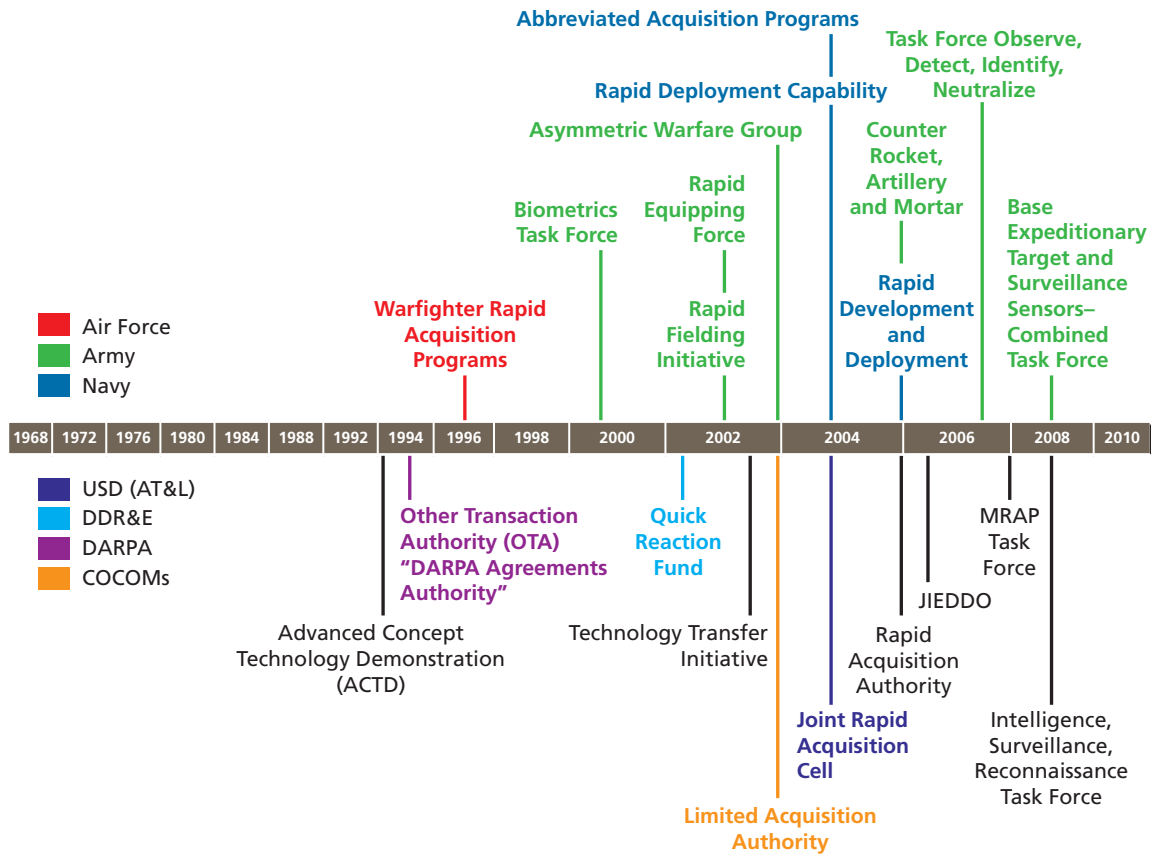 Abbreviated Acquisition Programs
Task Force Observe,
Detect, Identify,
Neutralize
Rapid Deployment Capability
Asymmetric Warfare Group
Counter
Rocket,
Artillery
and Mortar
Rapid
Equipping
Force
Biometrics
Task Force
Base
Expeditionary
Target and
Surveillance
Sensors–
Combined
Task Force
Rapid
Development
and
Deployment
Warfighter Rapid
Acquisition
Programs
Rapid
Fielding
Initiative
Air Force
Army
Navy
1968 1972 1976 1980 1984 1988 1992 1994 1996 1998 2000 2002 2004 2006 2008 2010
USD (AT&L)
DDR&E
DARPA
COCOMs
Other Transaction
Authority (OTA)
“DARPA Agreements
Authority”
Quick
Reaction
Fund
MRAP
Task
Force
JIEDDO
Advanced Concept
Technology Demonstration
(ACTD)
Technology Transfer
Initiative
Rapid
Acquisition
Authority
Joint Rapid
Acquisition
Cell
Intelligence,
Surveillance,
Reconnaissance
Task Force
Limited Acquisition
Authority